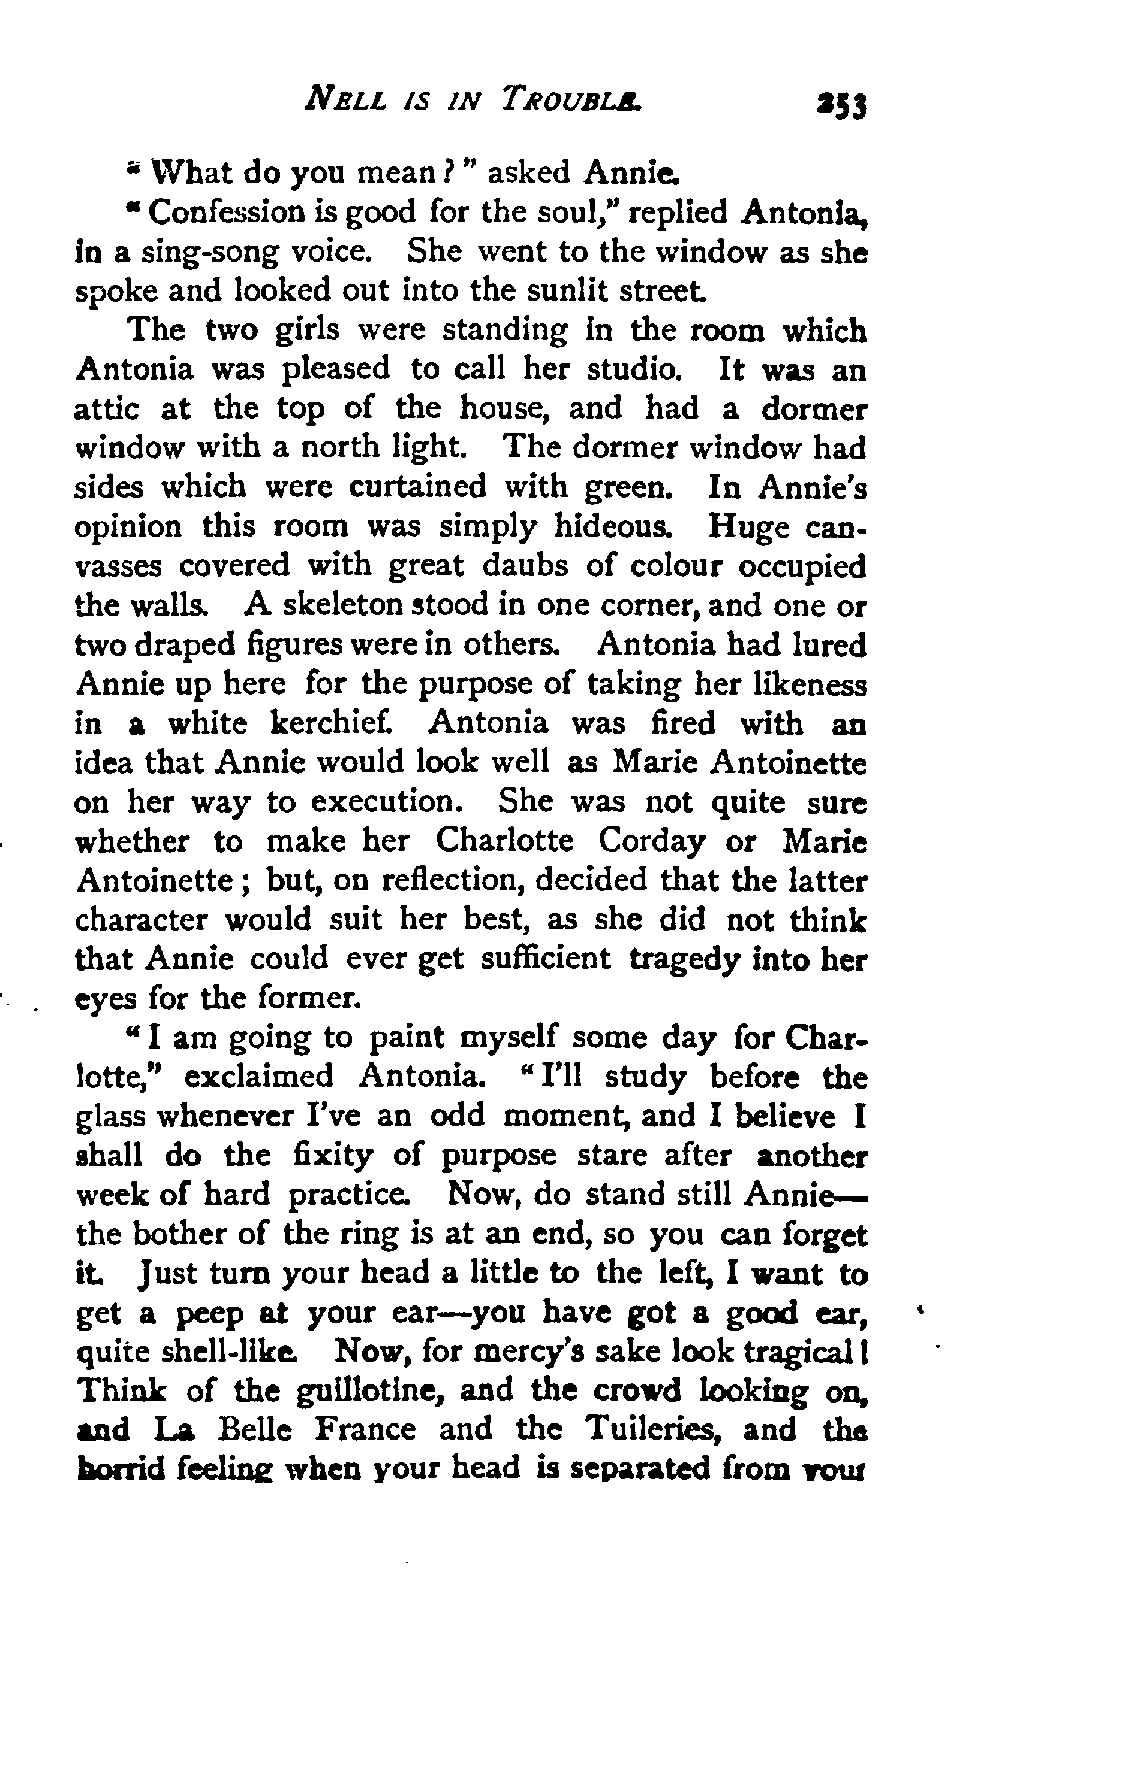 NELL IS IN TROUBLE. 253
"What do you mean?" asked Annie.
"Confession is good for the soul," replied Antonia,
in a sing-song voice. She went to the window as she
spoke and looked out into the sunlit street.
The two girls were standing in the room which
Antonia was pleased to call her studio. It was an
attic at the top of the house, and had a dormer
window with a north light. The dormer window had
sides which were curtained with green. In Annie's
opinion this room was simply hideous. Huge can-
vasses covered with great daubs of colour occupied
the walls. A skeleton stood in one corner, and one or
two draped figures were in others. Antonia had lured
Annie up here for the purpose of taking her likeness
in a white kerchief. Antonia was fired with an
idea that Annie would look well as Marie Antoinette
on her way to execution. She was not quite sure
whether to make her Charlotte Corday or Marie
Antoinette; but, on reflection, decided that the latter
character would suit her best, as she did not think
that Annie could ever get sufficient tragedy into her
eyes for the former.
"I am going to paint myself some day for Char-
lotte," exclaimed Antonia. "I'll study before the
glass whenever I've an odd moment, and I believe I
shall do the fixity of purpose stare after another
week of hard practice. Now, do stand still Annie—
the bother of the ring is at an end, so you can forget
it. Just turn your head a little to the left, I want to
get a peep at your ear—you have got a good ear,
quite shell-like. Now, for mercy's sake look tragical!
Think of the guillotine, and the crowd looking on,
and La Belle France and the Tuileries, and the
horrid feeling when your head is separated from your